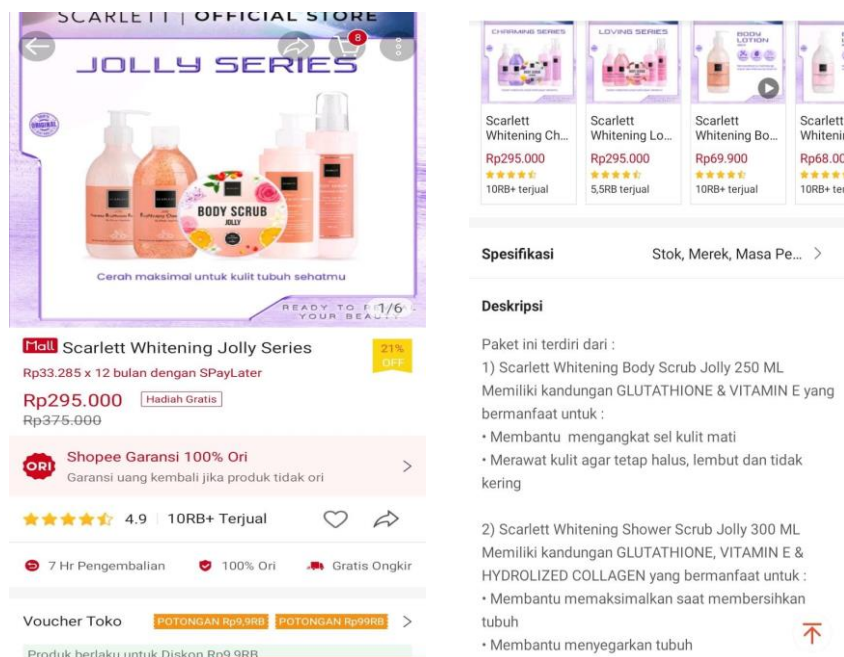 SCARLETT | OFFICIAL STORE
8
JOLLY SERIES
ORIGINAL
BODY SCRUB
JOLLY
Cerah maksimal untuk kulit tubuh sehatmu
READY TO
YOUR
1/6
Mall Scarlett Whitening Jolly Series
21%
OFF
Rp33.285 x 12 bulan dengan SPayLater
Rp295.000 Hadiah Gratis
Rp375.000
ORI
Shopee Garansi 100% Ori
Garansi uang kembali jika produk tidak ori
4.9 10RB+ Terjual
7 Hr Pengembalian 100% Ori Gratis Ongkir
Voucher Toko POTONGAN Rp9,9RB POTONGAN Rp99RB
Produk berlaku untuk Diskon Rp9,9RB
CHARMING SERIES
Scarlett
Whitening Ch...
Rp295.000
10RB+ terjual
LOVING SERIES
Scarlett
Whitening Lo...
Rp295.000
5,5RB terjual
BODY
LOTION
Scarlett
Whitening Bo...
Rp69.900
10RB+ terjual
Scarlett
Rp68.00
10RB+
Spesifikasi Stok, Merek, Masa Pe...
Deskripsi
Paket ini terdiri dari :
1) Scarlett Whitening Body Scrub Jolly 250 ML
Memiliki kandungan GLUTATHIONE & VITAMIN E yang
bermanfaat untuk :
• Membantu mengangkat sel kulit mati
• Merawat kulit agar tetap halus, lembut dan tidak
kering
2) Scarlett Whitening Shower Scrub Jolly 300 ML
Memiliki kandungan GLUTATHIONE, VITAMIN E &
HYDROLIZED COLLAGEN yang bermanfaat untuk :
• Membantu memaksimalkan saat membersihkan
tubuh
• Membantu menyegarkan tubuh